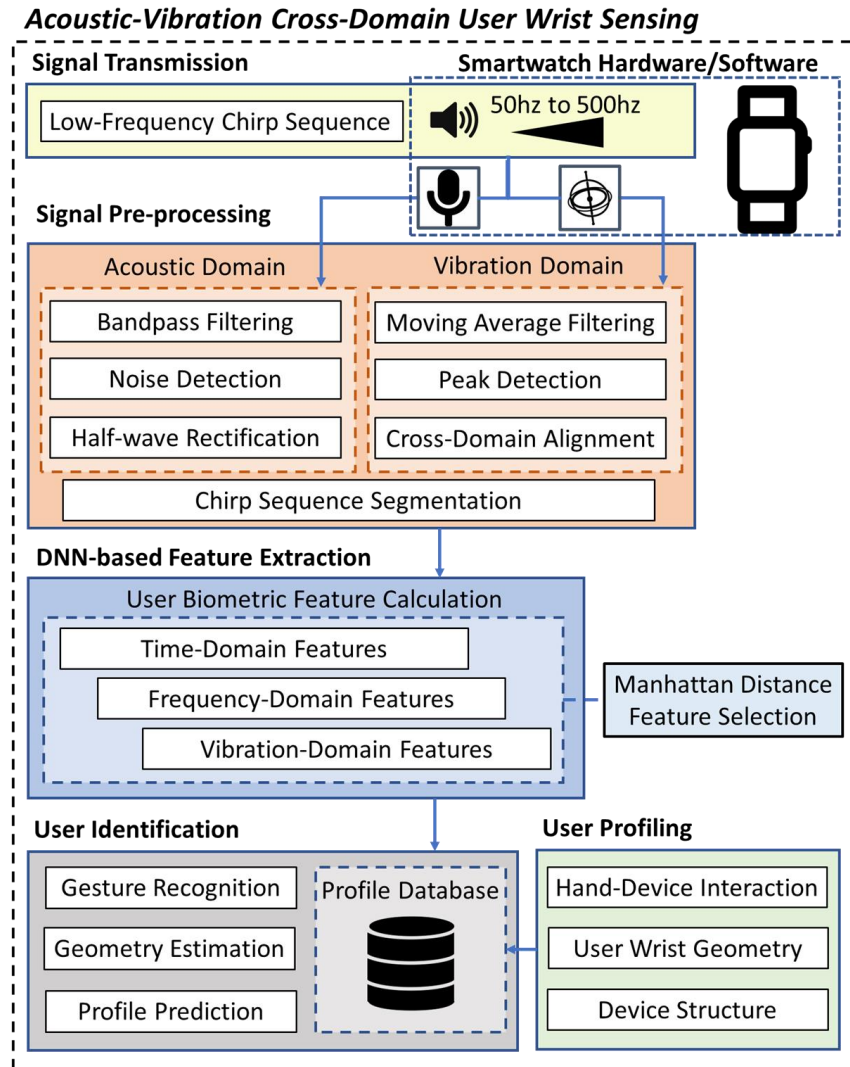 Acoustic-Vibration Cross-Domain User Wrist Sensing
Signal Transmission
Smartwatch Hardware/Software
Low-Frequency Chirp Sequence
50hz to 500hz
Signal Pre-processing
Acoustic Domain
Bandpass Filtering
Noise Detection
Half-wave Rectification
Vibration Domain
Moving Average Filtering
Peak Detection
Cross-Domain Alignment
Chirp Sequence Segmentation
DNN-based Feature Extraction
User Biometric Feature Calculation
Time-Domain Features
Frequency-Domain Features
Vibration-Domain Features
Manhattan Distance
Feature Selection
User Identification
Gesture Recognition
Geometry Estimation
Profile Prediction
Profile Database
User Profiling
Hand-Device Interaction
User Wrist Geometry
Device Structure